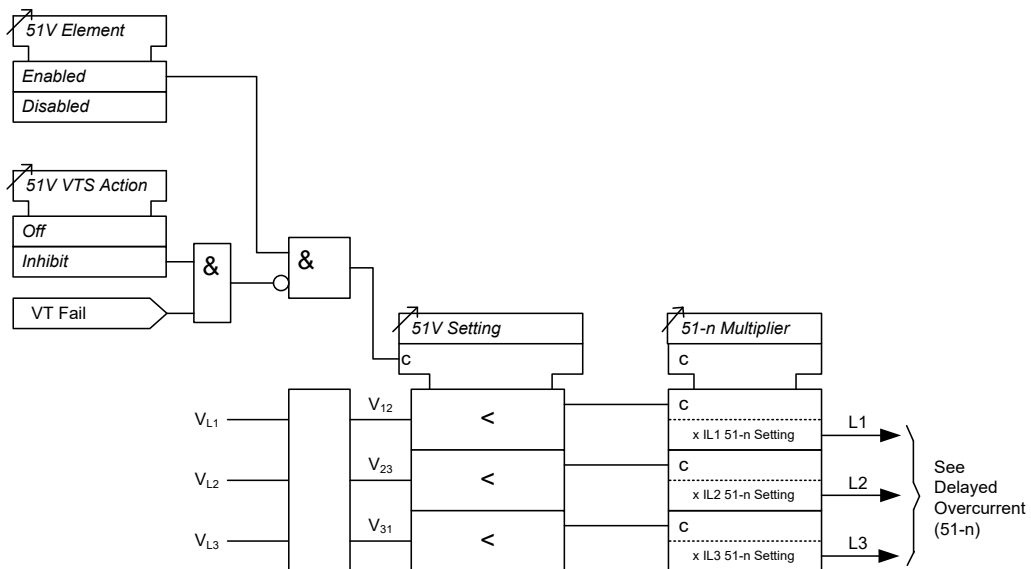 51V Element
Enabled
Disabled
51V VTS Action
Off
Inhibit
&
&
VT Fail
51V Setting
c
51-n Multiplier
c
VL1
V12
<
c
x IL1 51-n Setting
L1
VL2
V23
<
c
x IL2 51-n Setting
L2
VL3
V31
<
c
x IL3 51-n Setting
L3
See
Delayed
Overcurrent
(51-n)